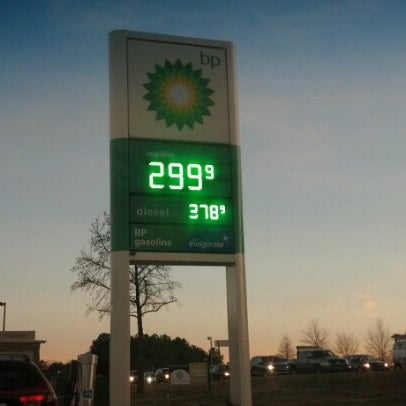 bp
regular
299 9
diesel 378 9
BP
gasoline Invigorate